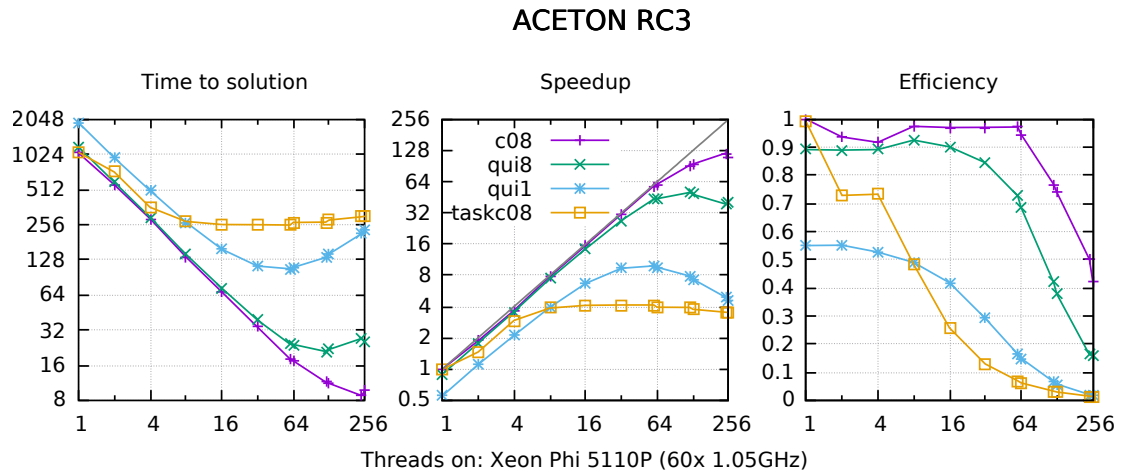 ACETON RC3
Time to solution
2048
1024
512
256
128
64
32
16
8
1 4 16 64 256
Speedup
256
128
64
32
16
8
4
2
1
0.5
c08
qui8
qui1
taskc08
1 4 16 64 256
Efficiency
1
0.9
0.8
0.7
0.6
0.5
0.4
0.3
0.2
0.1
0
1 4 16 64 256
Threads on: Xeon Phi 5110P (60x 1.05GHz)